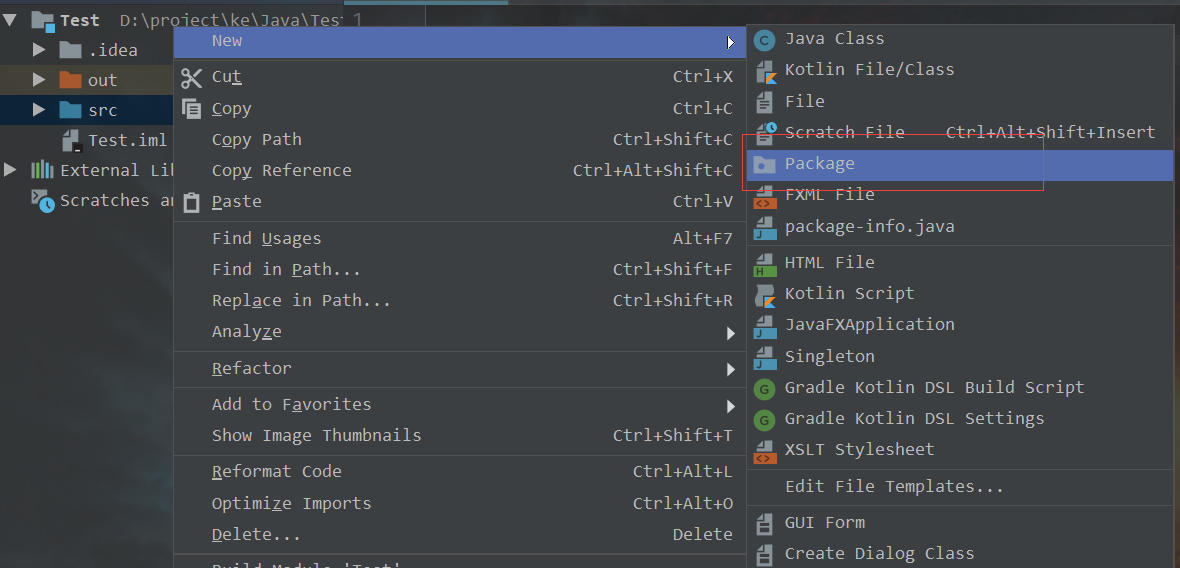 Test D:\project\ke\Java\Test 1
.idea
out
src
Test.iml
External Li
Scratches a
New
Cut Ctrl+X
Copy Ctrl+C
Copy Path Ctrl+Shift+C
Copy Reference Ctrl+Alt+Shift+C
Paste Ctrl+V
Find Usages Alt+F7
Find in Path... Ctrl+Shift+F
Replace in Path... Ctrl+Shift+R
Analyze
Refactor
Add to Favorites
Show Image Thumbnails Ctrl+Shift+T
Reformat Code Ctrl+Alt+L
Optimize Imports Ctrl+Alt+O
Delete... Delete
Build Module 'Test'
Java Class
Kotlin File/Class
File
Scratch File Ctrl+Alt+Shift+Insert
Package
FXML File
package-info.java
HTML File
Kotlin Script
JavaFXApplication
Singleton
Gradle Kotlin DSL Build Script
Gradle Kotlin DSL Settings
XSLT Stylesheet
Edit File Templates...
GUI Form
Create Dialog Class